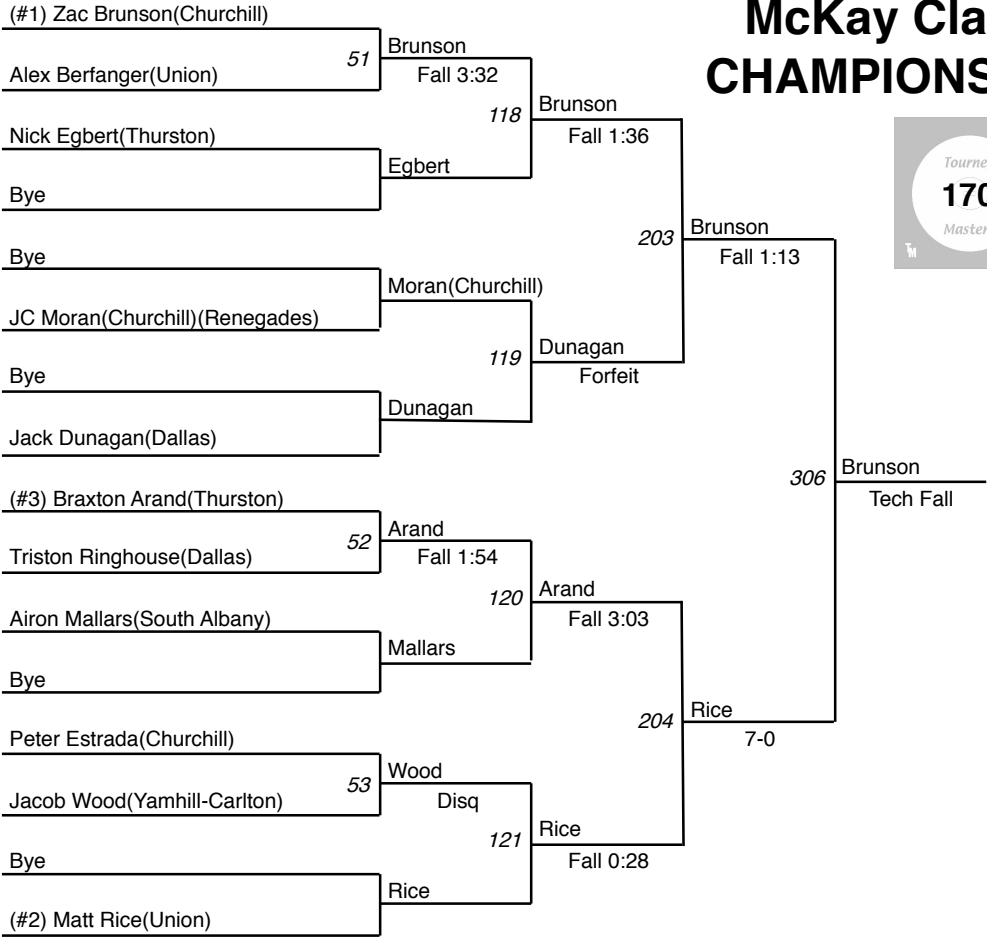 McKay Cla
CHAMPIONS
Tourne
170
Master
TM
(#1) Zac Brunson(Churchill)
Alex Berfanger(Union)
Nick Egbert(Thurston)
Bye
Bye
JC Moran(Churchill)(Renegades)
Bye
Jack Dunagan(Dallas)
(#3) Braxton Arand(Thurston)
Triston Ringhouse(Dallas)
Airon Mallars(South Albany)
Bye
Peter Estrada(Churchill)
Jacob Wood(Yamhill-Carlton)
Bye
(#2) Matt Rice(Union)
51
Brunson
Fall 3:32
Egbert
Moran(Churchill)
Dunagan
52
Arand
Fall 1:54
Mallars
53
Wood
Disq
Rice
118
Brunson
Fall 1:36
119
Dunagan
Forfeit
120
Arand
Fall 3:03
121
Rice
Fall 0:28
203
Brunson
Fall 1:13
204
Rice
7-0
306
Brunson
Tech Fall